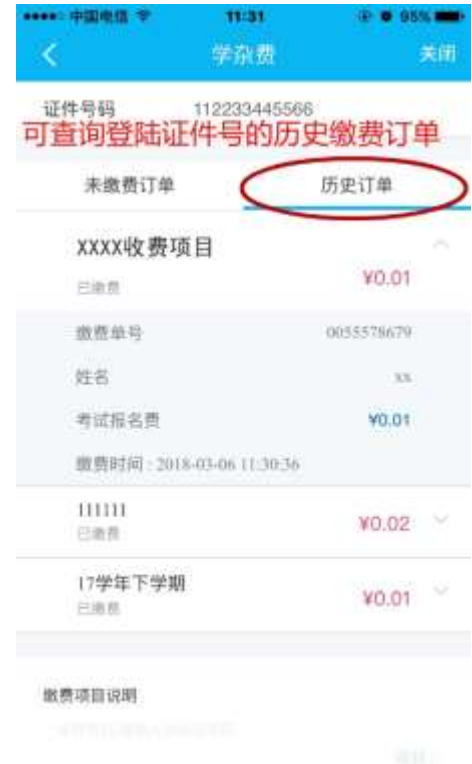 中国电信 11:31 95%
学杂费 关闭
证件号码 112233445566
可查询登陆证件号的历史缴费订单
未缴费订单 历史订单
XXXX收费项目
已缴费 ¥0.01
缴费单号 0055578679
姓名 xx
考试报名费 ¥0.01
缴费时间：2018-03-06 11:30:36
111111
已缴费 ¥0.02
17学年下学期
已缴费 ¥0.01
缴费项目说明